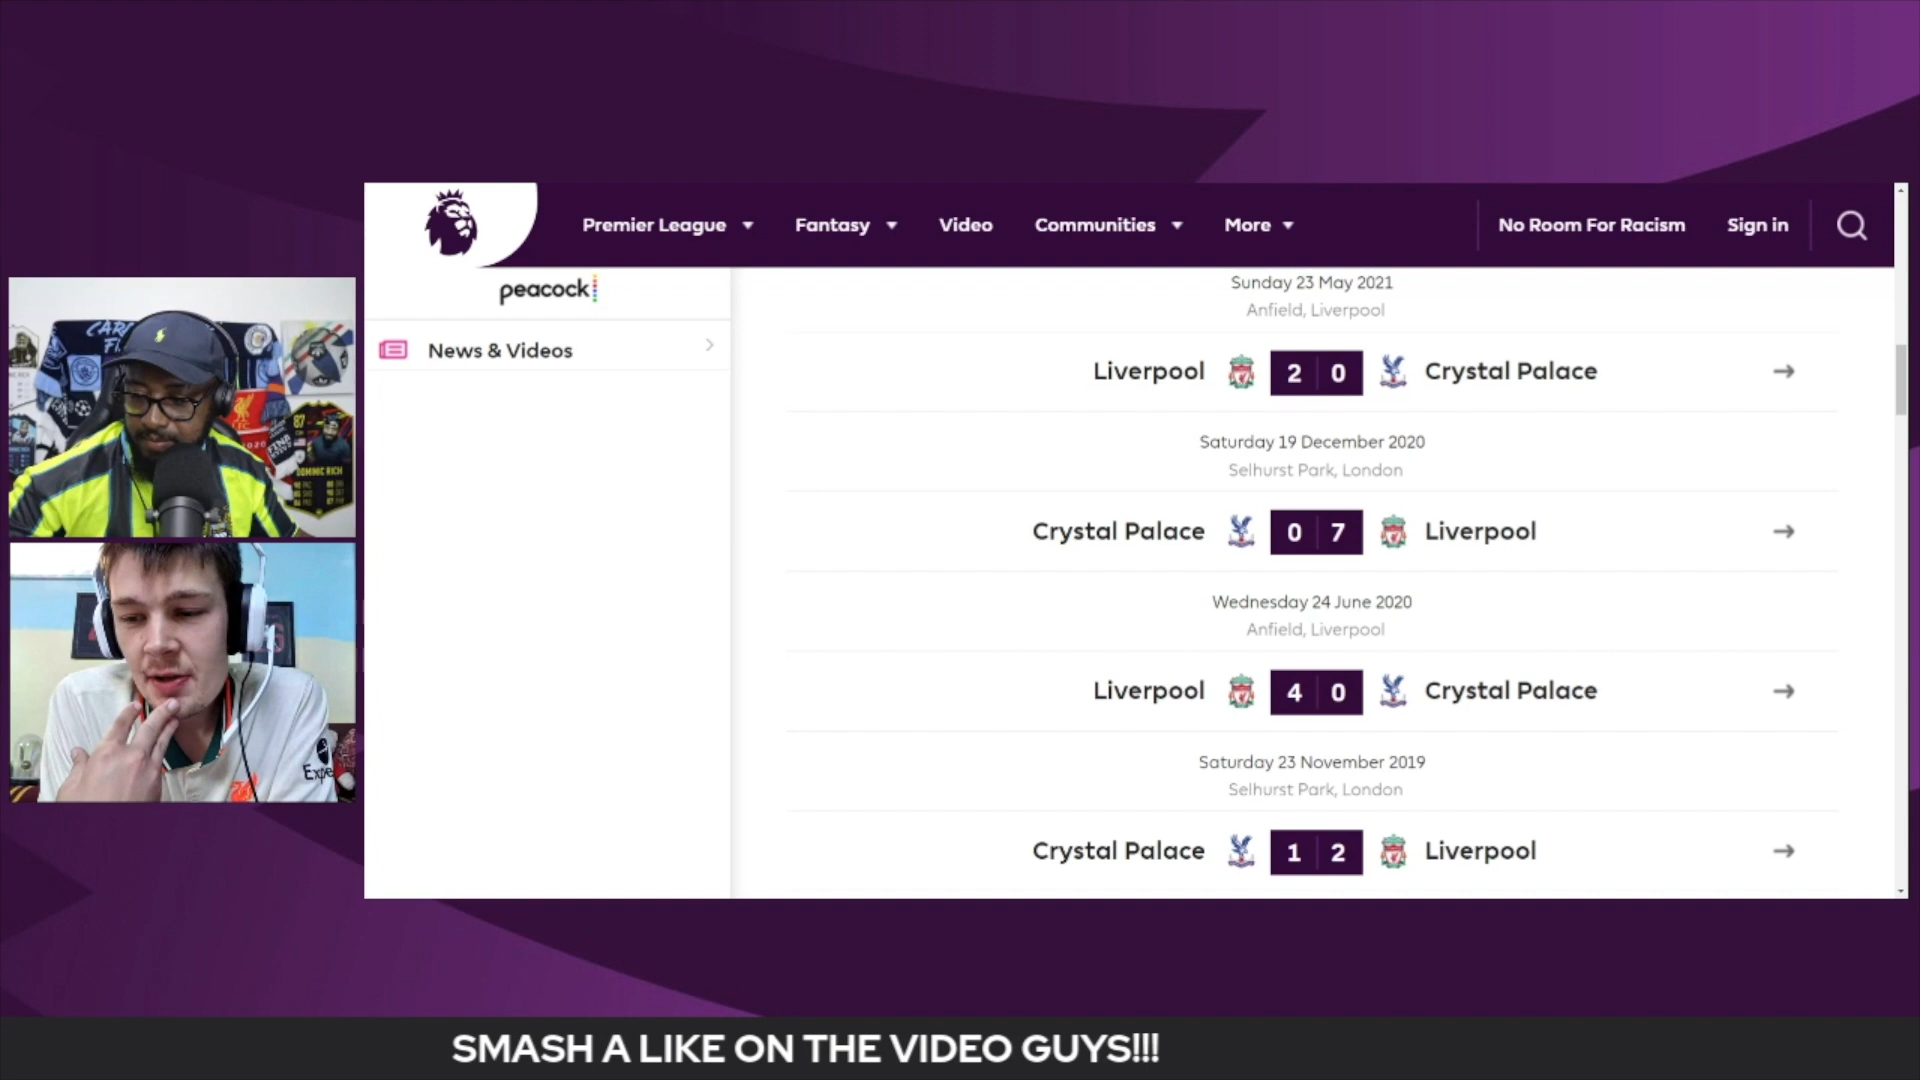 Premier League
Fantasy
Video
Communities
More
No Room For Racism
Sign in
peacock
News & Videos
Sunday 23 May 2021
Anfield, Liverpool
Liverpool 2 0 Crystal Palace
Saturday 19 December 2020
Selhurst Park, London
Crystal Palace 0 7 Liverpool
Wednesday 24 June 2020
Anfield, Liverpool
Liverpool 4 0 Crystal Palace
Saturday 23 November 2019
Selhurst Park, London
Crystal Palace 1 2 Liverpool
87
DOMINIC RICH
SMASH A LIKE ON THE VIDEO GUYS!!!